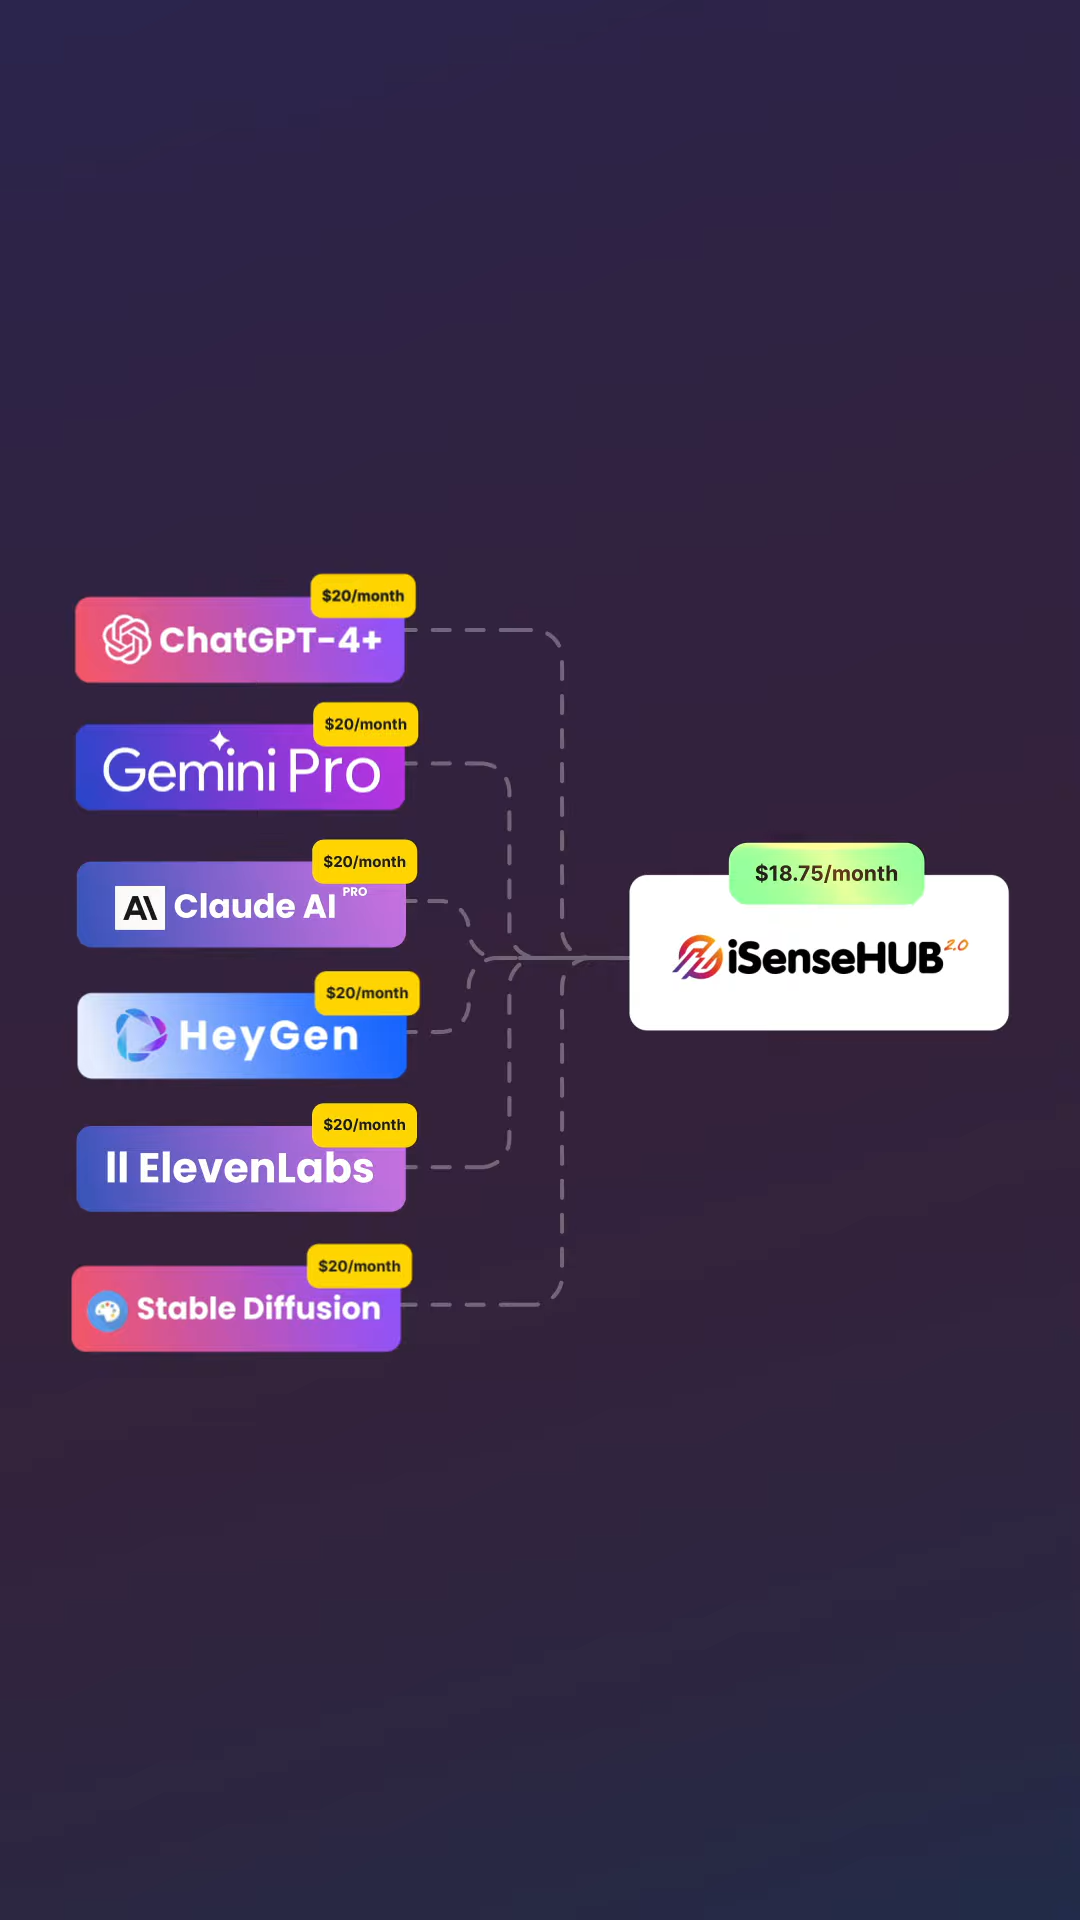 $20/month
ChatGPT-4+
$20/month
Gemini Pro
$20/month
Claude AI PRO
$20/month
HeyGen
$20/month
ElevenLabs
$20/month
Stable Diffusion
$18.75/month
iSenseHUB 2.0